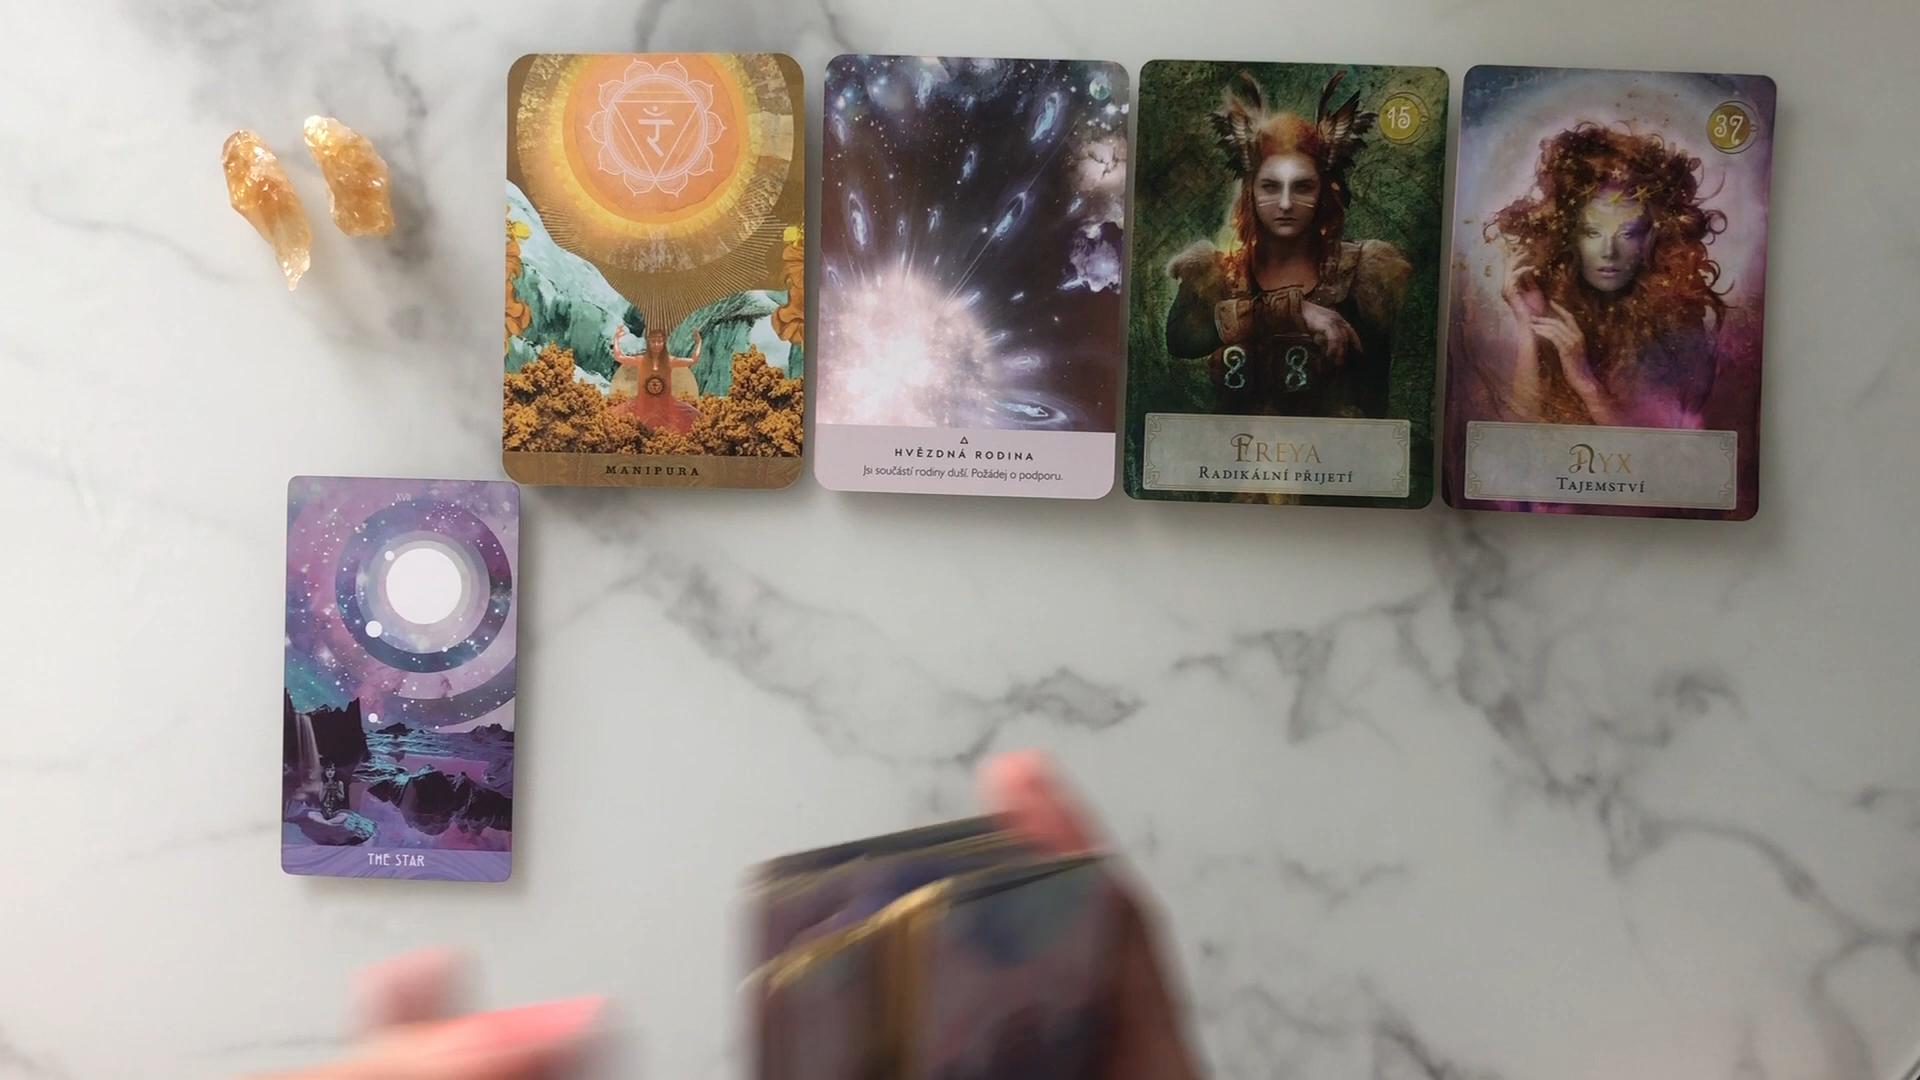 MANIPURA
HVĚZDNÁ RODINA
Jsi součástí rodiny duší. Požádej o podporu.
15
FREYA
RADIKÁLNÍ PŘIJETÍ
37
NYX
TAJEMSTVÍ
XVII
THE STAR